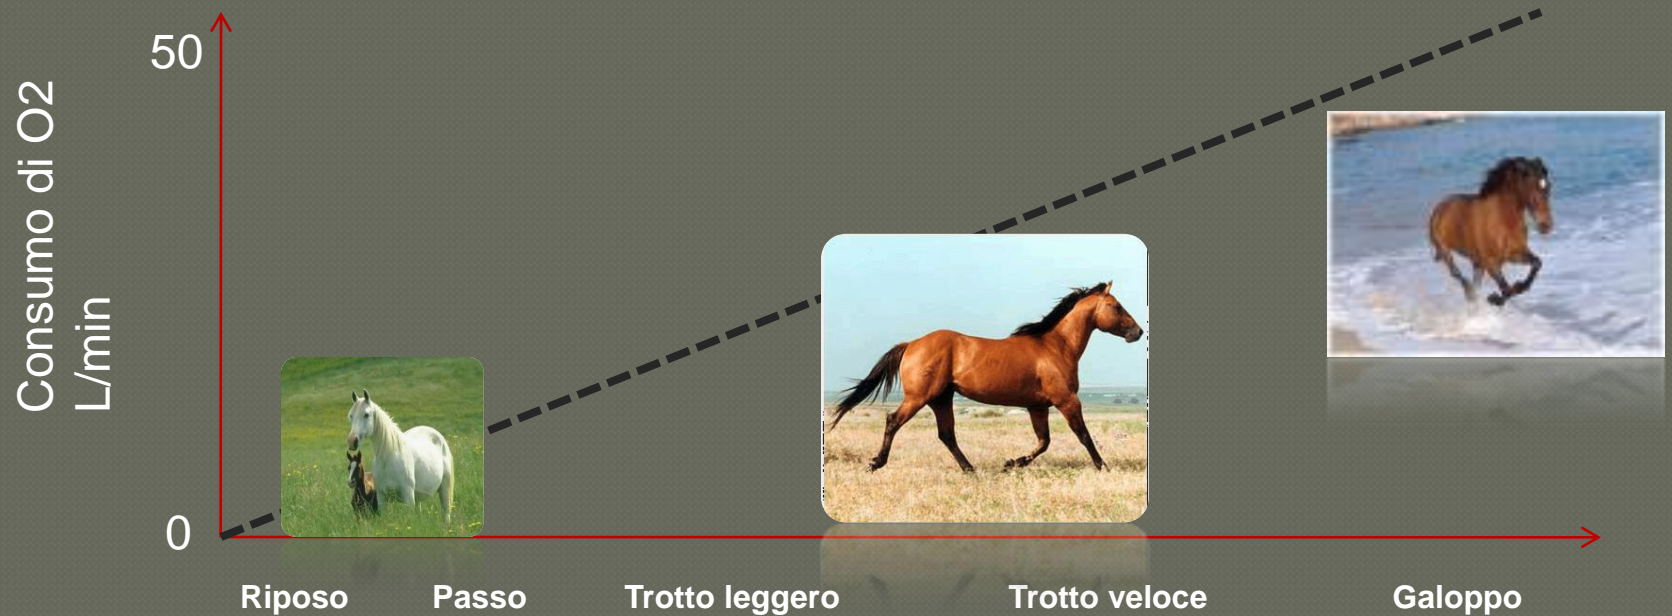 Consumo di O2
L/min
50
0
Riposo Passo Trotto leggero Trotto veloce Galoppo